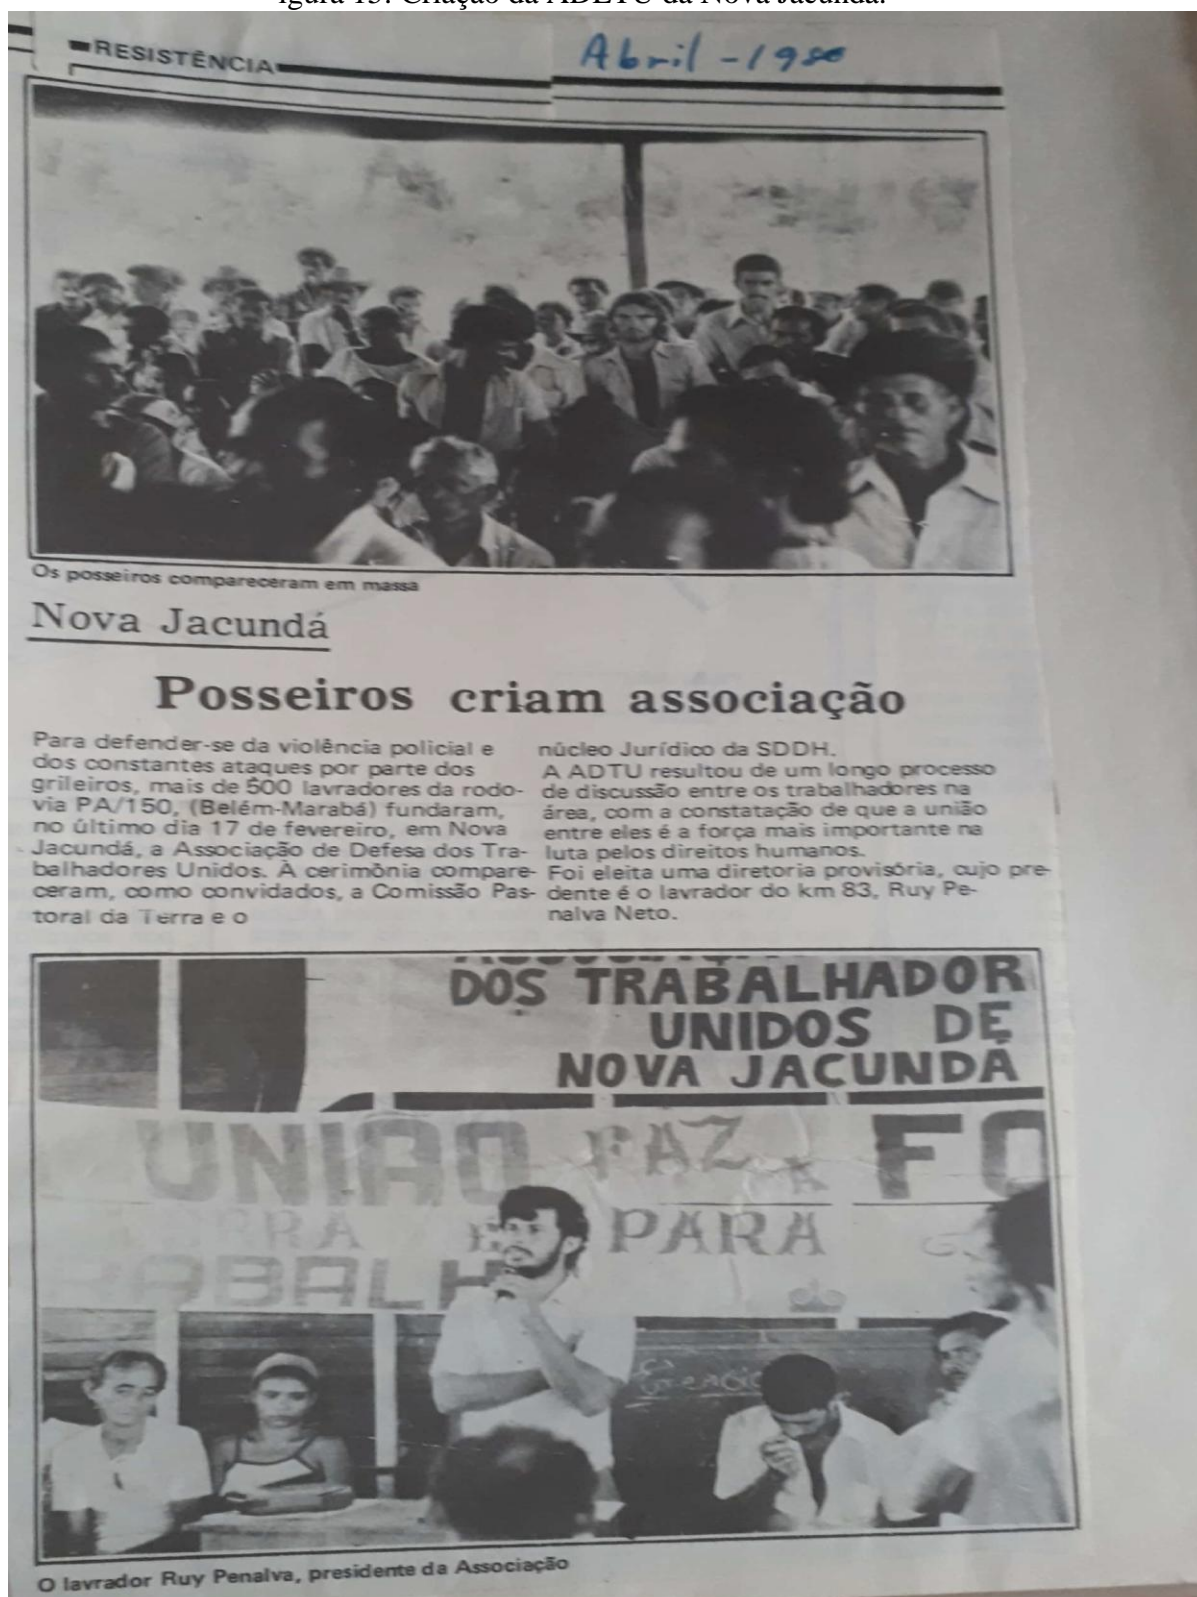 igura 15: Criação da ADETU da Nova Jacundá.
RESISTÊNCIA
Abril - 1980
Os posseiros compareceram em massa
Nova Jacundá
Posseiros criam associação
Para defender-se da violência policial e
dos constantes ataques por parte dos
grileiros, mais de 500 lavradores da rodo-
via PA/150, (Belém-Marabá) fundaram,
no último dia 17 de fevereiro, em Nova
Jacundá, a Associação de Defesa dos Tra-
balhadores Unidos. À cerimônia compare-
ceram, como convidados, a Comissão Pas-
toral da Terra e o
núcleo Jurídico da SDDH.
A ADTU resultou de um longo processo
de discussão entre os trabalhadores na
área, com a constatação de que a união
entre eles é a força mais importante na
luta pelos direitos humanos.
Foi eleita uma diretoria provisória, cujo pre-
dente é o lavrador do km 83, Ruy Pe-
nalva Neto.
DOS TRABALHADOR
UNIDOS DE
NOVA JACUNDÁ
UNIÃO FAZ A FO
RRA E PARA
RABALH
O lavrador Ruy Penalva, presidente da Associação